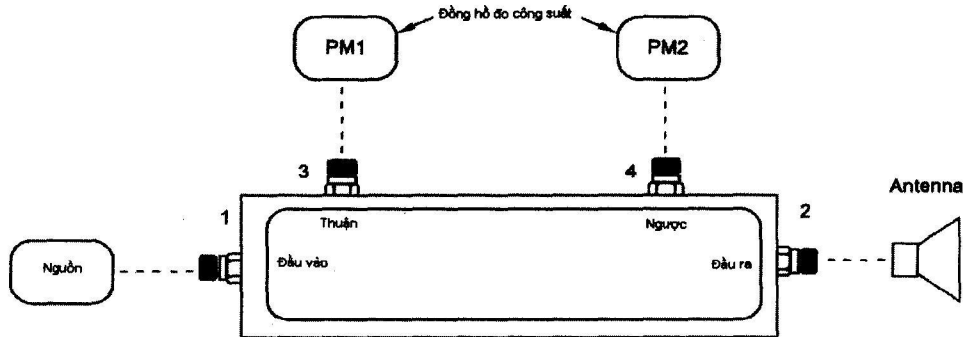 Đồng hồ đo công suất
PM1
PM2
3
4
Antenna
1
Thuận
Ngược
2
Nguồn
Đầu vào
Đầu ra